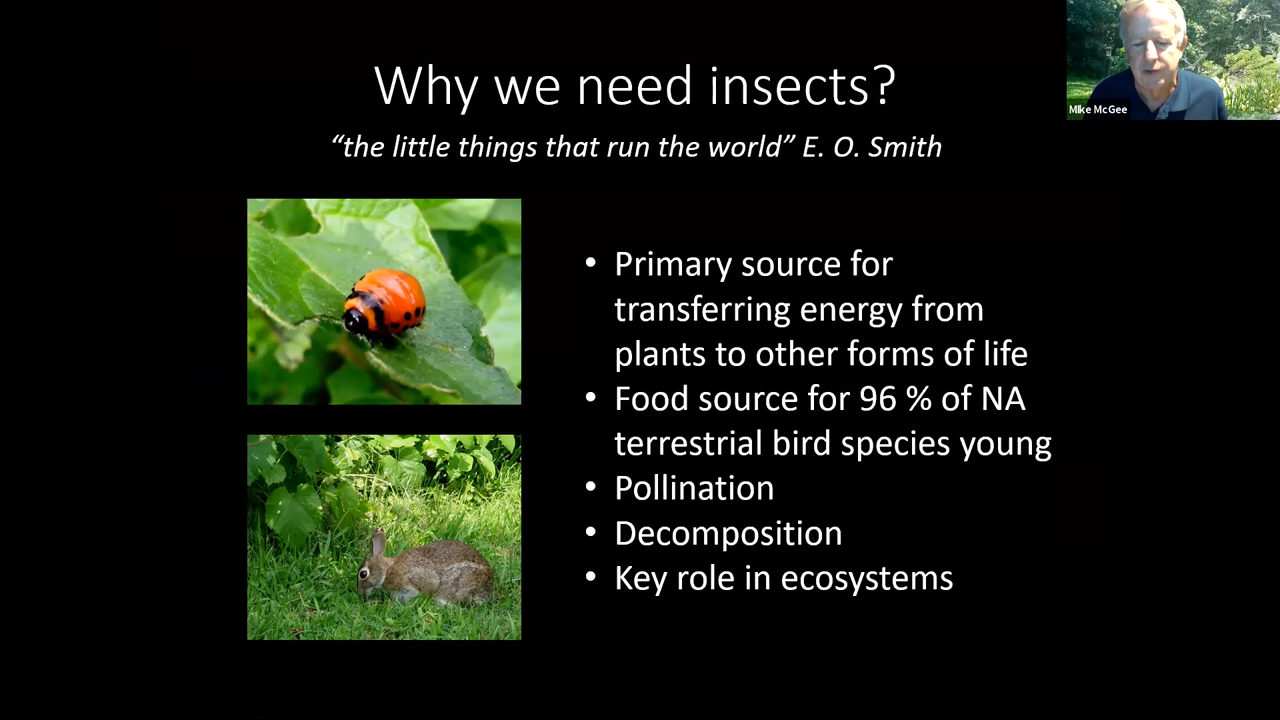 Why we need insects?
Mike McGee
“the little things that run the world” E. O. Smith
• Primary source for
transferring energy from
plants to other forms of life
• Food source for 96 % of NA
terrestrial bird species young
• Pollination
• Decomposition
• Key role in ecosystems